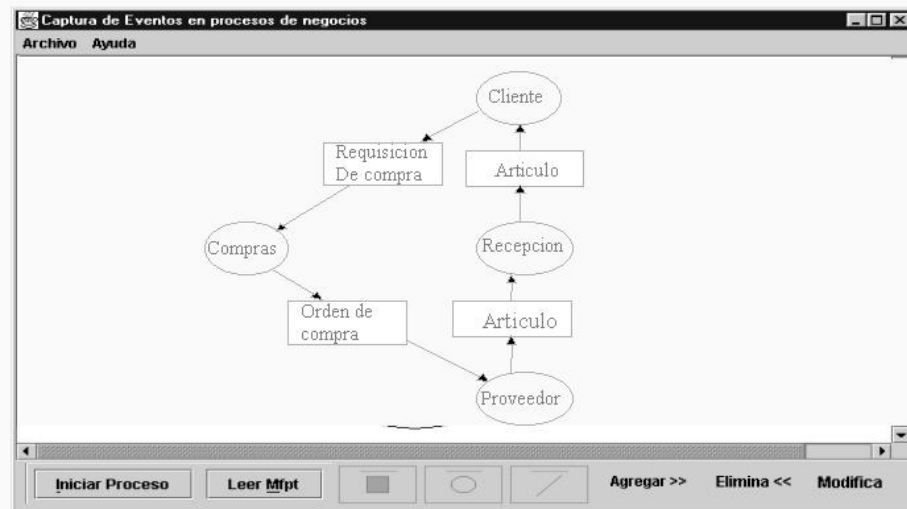 Captura de Eventos en procesos de negocios
Archivo Ayuda
Cliente
Requisicion
De compra
Articulo
Compras
Recepcion
Orden de
compra
Articulo
Proveedor
Iniciar Proceso
Leer Mfpt
Agregar >>
Elimina <<
Modifica